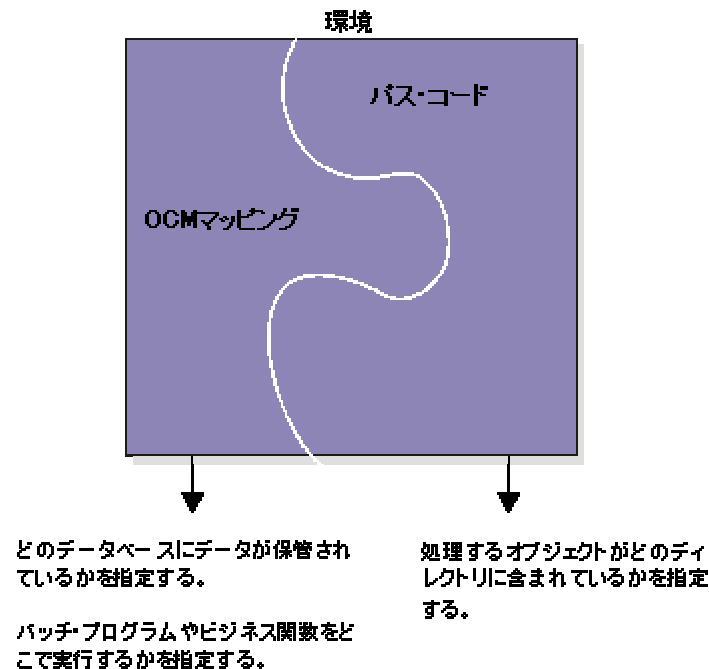 環境
パス・コード
OCMマッピング
どのデータベースにデータが保管され
ているかを指定する。
バッチ・プログラムやビジネス関数をど
こで実行するかを指定する。
処理するオブジェクトがどのディ
レクトリに含まれているかを指定
する。